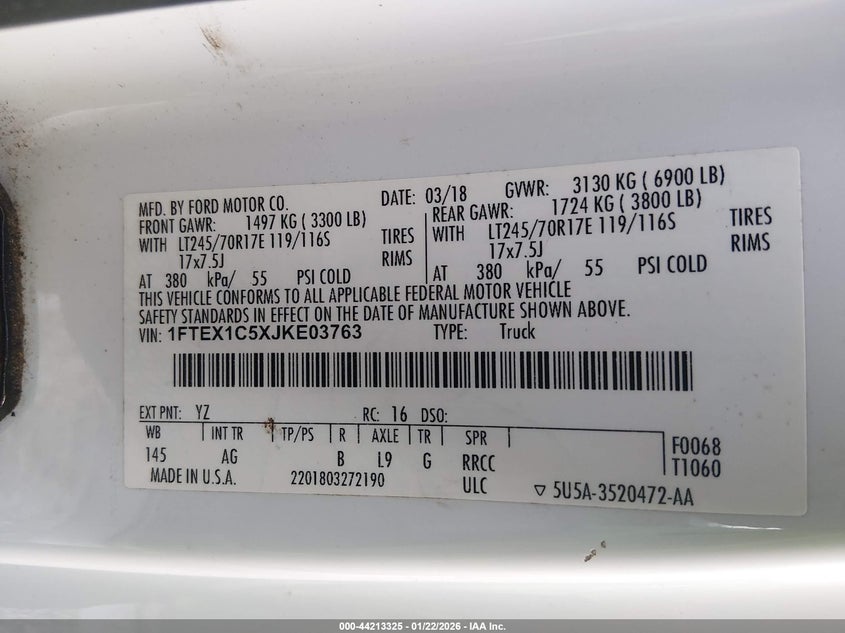 MFD. BY FORD MOTOR CO. DATE: 03/18 GVWR: 3130 KG ( 6900 LB)
FRONT GAWR: 1497 KG ( 3300 LB) REAR GAWR: 1724 KG ( 3800 LB)
WITH LT245/70R17E 119/116S TIRES WITH LT245/70R17E 119/116S TIRES
17x7.5J RIMS 17x7.5J RIMS
AT 380 kPa/ 55 PSI COLD AT 380 kPa/ 55 PSI COLD
THIS VEHICLE CONFORMS TO ALL APPLICABLE FEDERAL MOTOR VEHICLE
SAFETY STANDARDS IN EFFECT ON THE DATE OF MANUFACTURE SHOWN ABOVE.
VIN: 1FTEX1C5XJKE03763 TYPE: Truck
EXT PNT: YZ RC: 16 DSO:
WB INT TR TP/PS R AXLE TR SPR F0068
145 AG B L9 G RRCC T1060
MADE IN U.S.A. 2201803272190 ULC 5U5A-3520472-AA
000-44213325 - 01/22/2026 - IAA Inc.